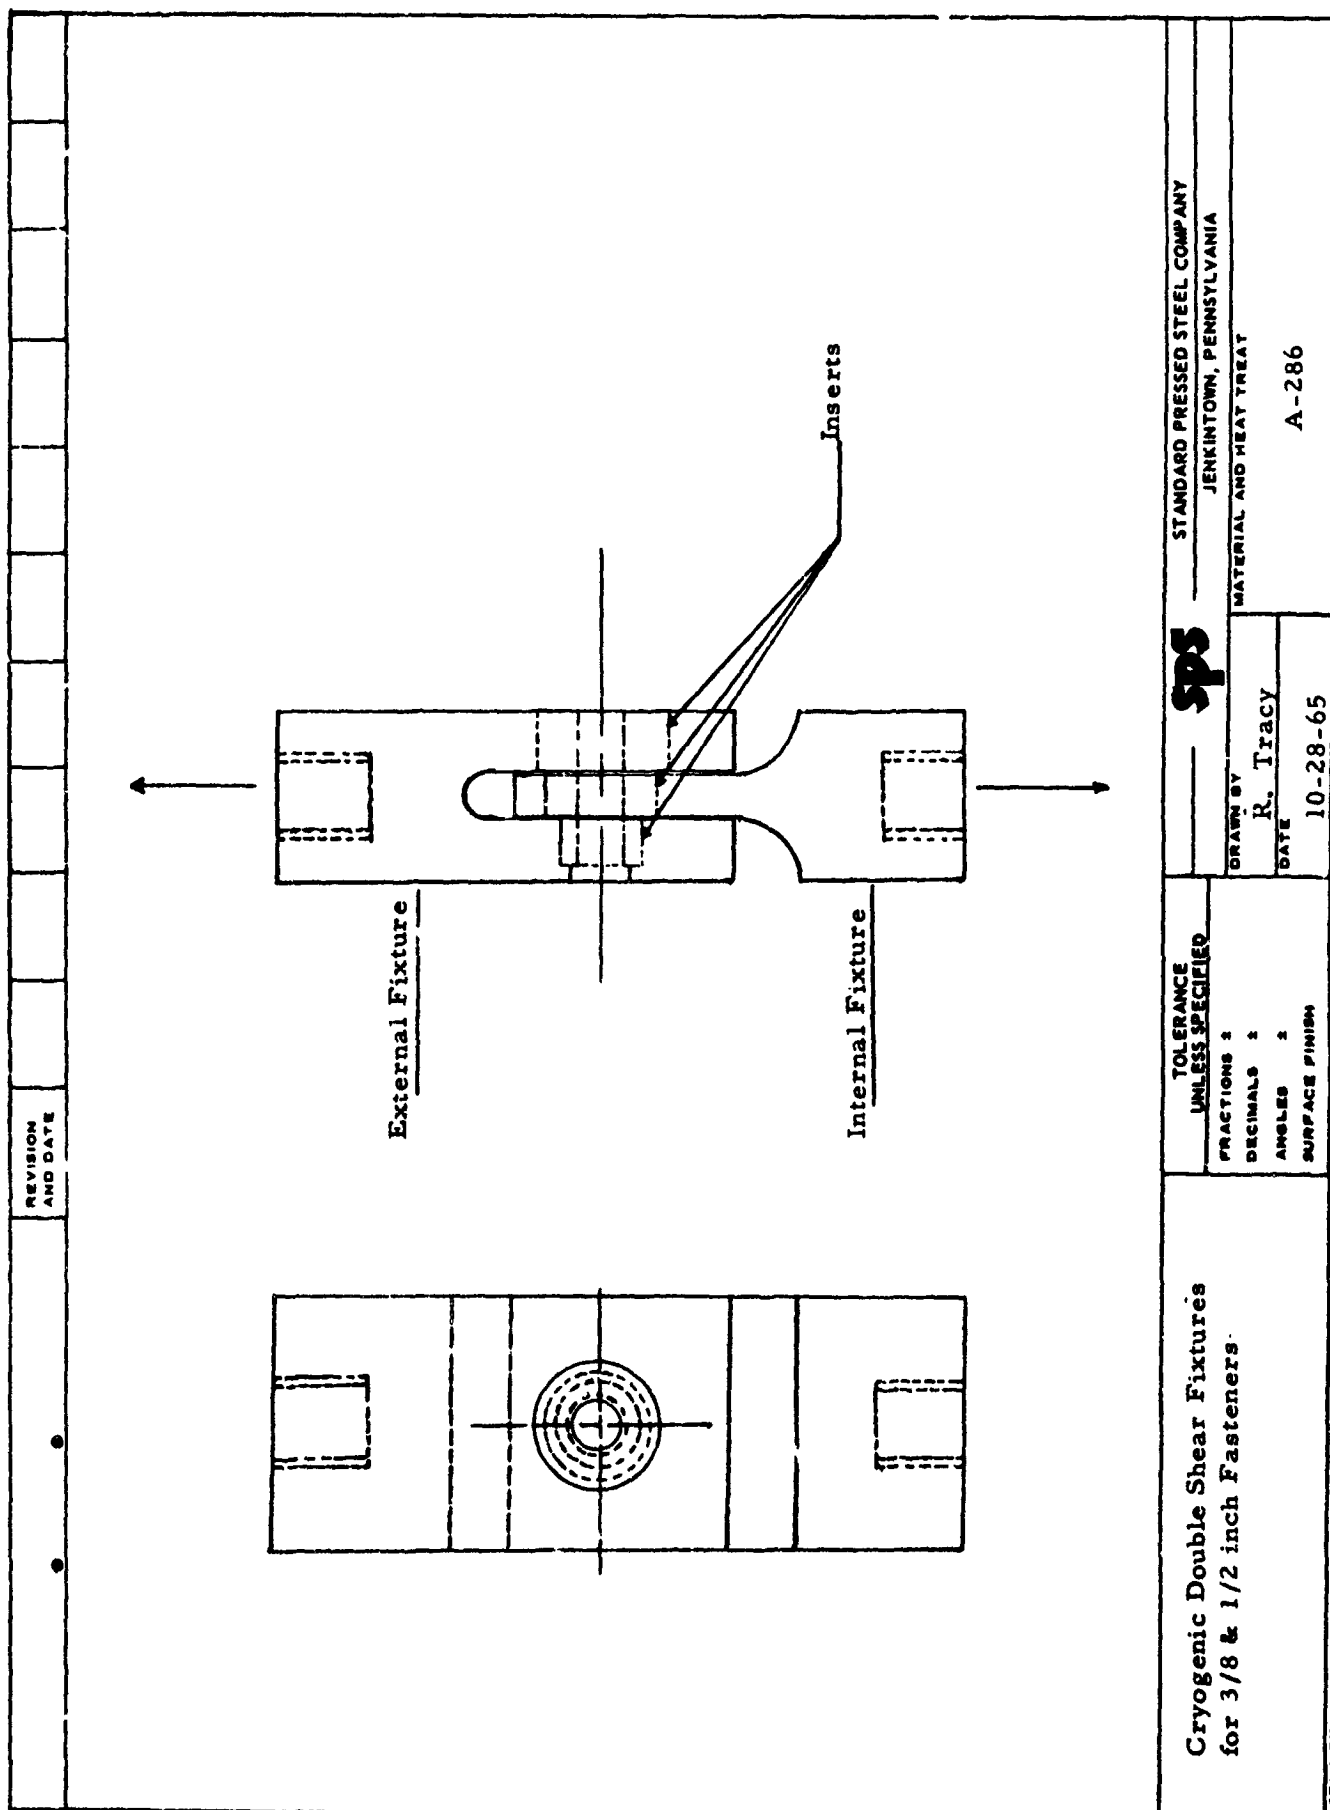 REVISION
AND DATE
External Fixture
Internal Fixture
Inserts
Cryogenic Double Shear Fixtures
for 3/8 & 1/2 inch Fasteners
TOLERANCE
UNLESS SPECIFIED
FRACTIONS ±
DECIMALS ±
ANGLES ±
SURFACE FINISH
sps
STANDARD PRESSED STEEL COMPANY
JENKINTOWN, PENNSYLVANIA
DRAWN BY
R. Tracy
DATE
10-28-65
MATERIAL AND HEAT TREAT
A-286